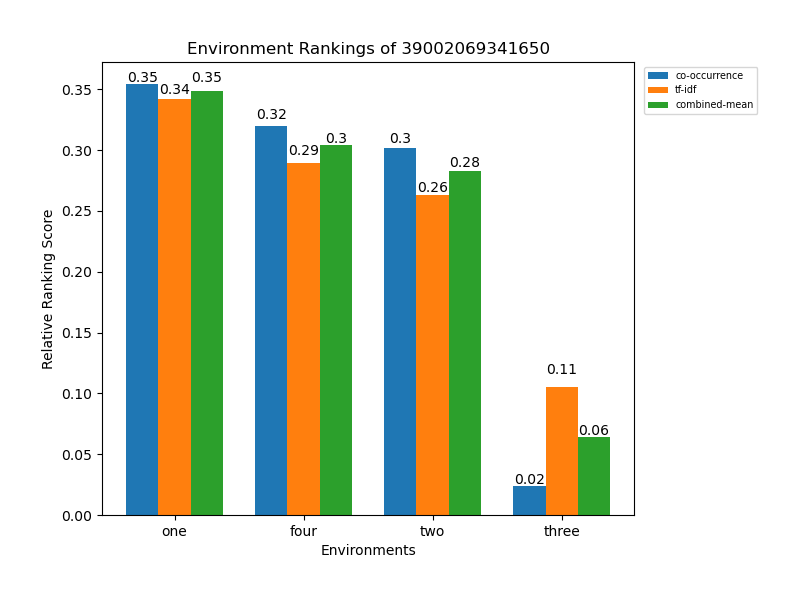 Environment Rankings of 39002069341650
co-occurrence
tf-idf
combined-mean
Relative Ranking Score
0.35
0.30
0.25
0.20
0.15
0.10
0.05
0.00
0.35 0.34 0.35
0.32 0.29 0.3
0.3 0.26 0.28
0.02 0.11 0.06
one four two three
Environments